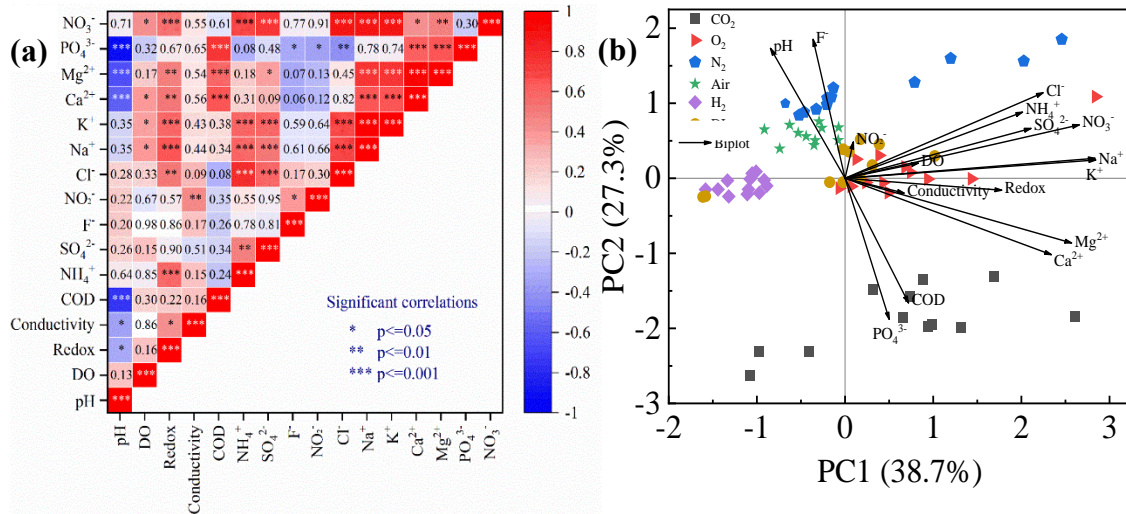 (a)
NO₃⁻ 0.71 * *** 0.55 0.61 *** *** 0.77 0.91 *** *** *** * ** 0.30 ***
PO₄³⁻ *** 0.32 0.67 0.65 *** 0.08 0.48 * * ** 0.78 0.74 *** *** ***
Mg²⁺ *** 0.17 ** 0.54 *** 0.18 * 0.07 0.13 0.45 *** *** *** ***
Ca²⁺ *** * ** 0.56 *** 0.31 0.09 0.06 0.12 0.82 *** *** ***
K⁺ 0.35 * *** 0.43 0.38 *** *** 0.59 0.64 *** *** ***
Na⁺ 0.35 * *** 0.44 0.34 *** *** 0.61 0.66 *** ***
Cl⁻ 0.28 0.33 ** 0.09 0.08 *** *** 0.17 0.30 ***
NO₂⁻ 0.22 0.67 0.57 ** 0.35 0.55 0.95 * ***
F⁻ 0.20 0.98 0.86 0.17 0.26 0.78 0.81 ***
SO₄²⁻ 0.26 0.15 0.90 0.51 0.34 ** ***
NH₄⁺ 0.64 0.85 *** 0.15 0.24 ***
COD *** 0.30 0.22 0.16 ***
Conductivity * 0.86 * ***
Redox * 0.16 ***
DO 0.13 ***
pH ***
pH DO Redox Conductivity COD NH₄⁺ SO₄²⁻ F⁻ NO₂⁻ Cl⁻ Na⁺ K⁺ Ca²⁺ Mg²⁺ PO₄³⁻ NO₃⁻
Significant correlations
* p<=0.05
** p<=0.01
*** p<=0.001
1
0.8
0.6
0.4
0.2
0
-0.2
-0.4
-0.6
-0.8
-1
(b)
CO₂
O₂
N₂
Air
H₂
Biplot
pH
F⁻
NO₂⁻
DO
Conductivity
Redox
Cl⁻
NH₄⁺
SO₄²⁻
NO₃⁻
Na⁺
K⁺
Mg²⁺
Ca²⁺
COD
PO₄³⁻
PC2 (27.3%)
2
1
0
-1
-2
-3
-2 -1 0 1 2 3
PC1 (38.7%)